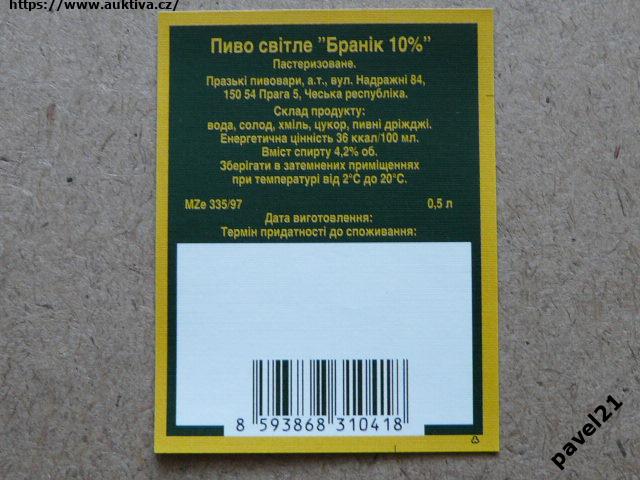 https://www.auktiva.cz/
Пиво світле "Бранік 10%"
Пастеризоване.
Празькі пивовари, а.т., вул. Надражні 84,
150 54 Прага 5, Чеська республіка.
Склад продукту:
вода, солод, хміль, цукор, пивні дріжджі.
Енергетична цінність 36 ккал/100 мл.
Вміст спирту 4,2% об.
Зберігати в затемнених приміщеннях
при температурі від 2°С до 20°С.
MZe 335/97 0,5 л
Дата виготовлення:
Термін придатності до споживання:
8 593868 310418
pavel21